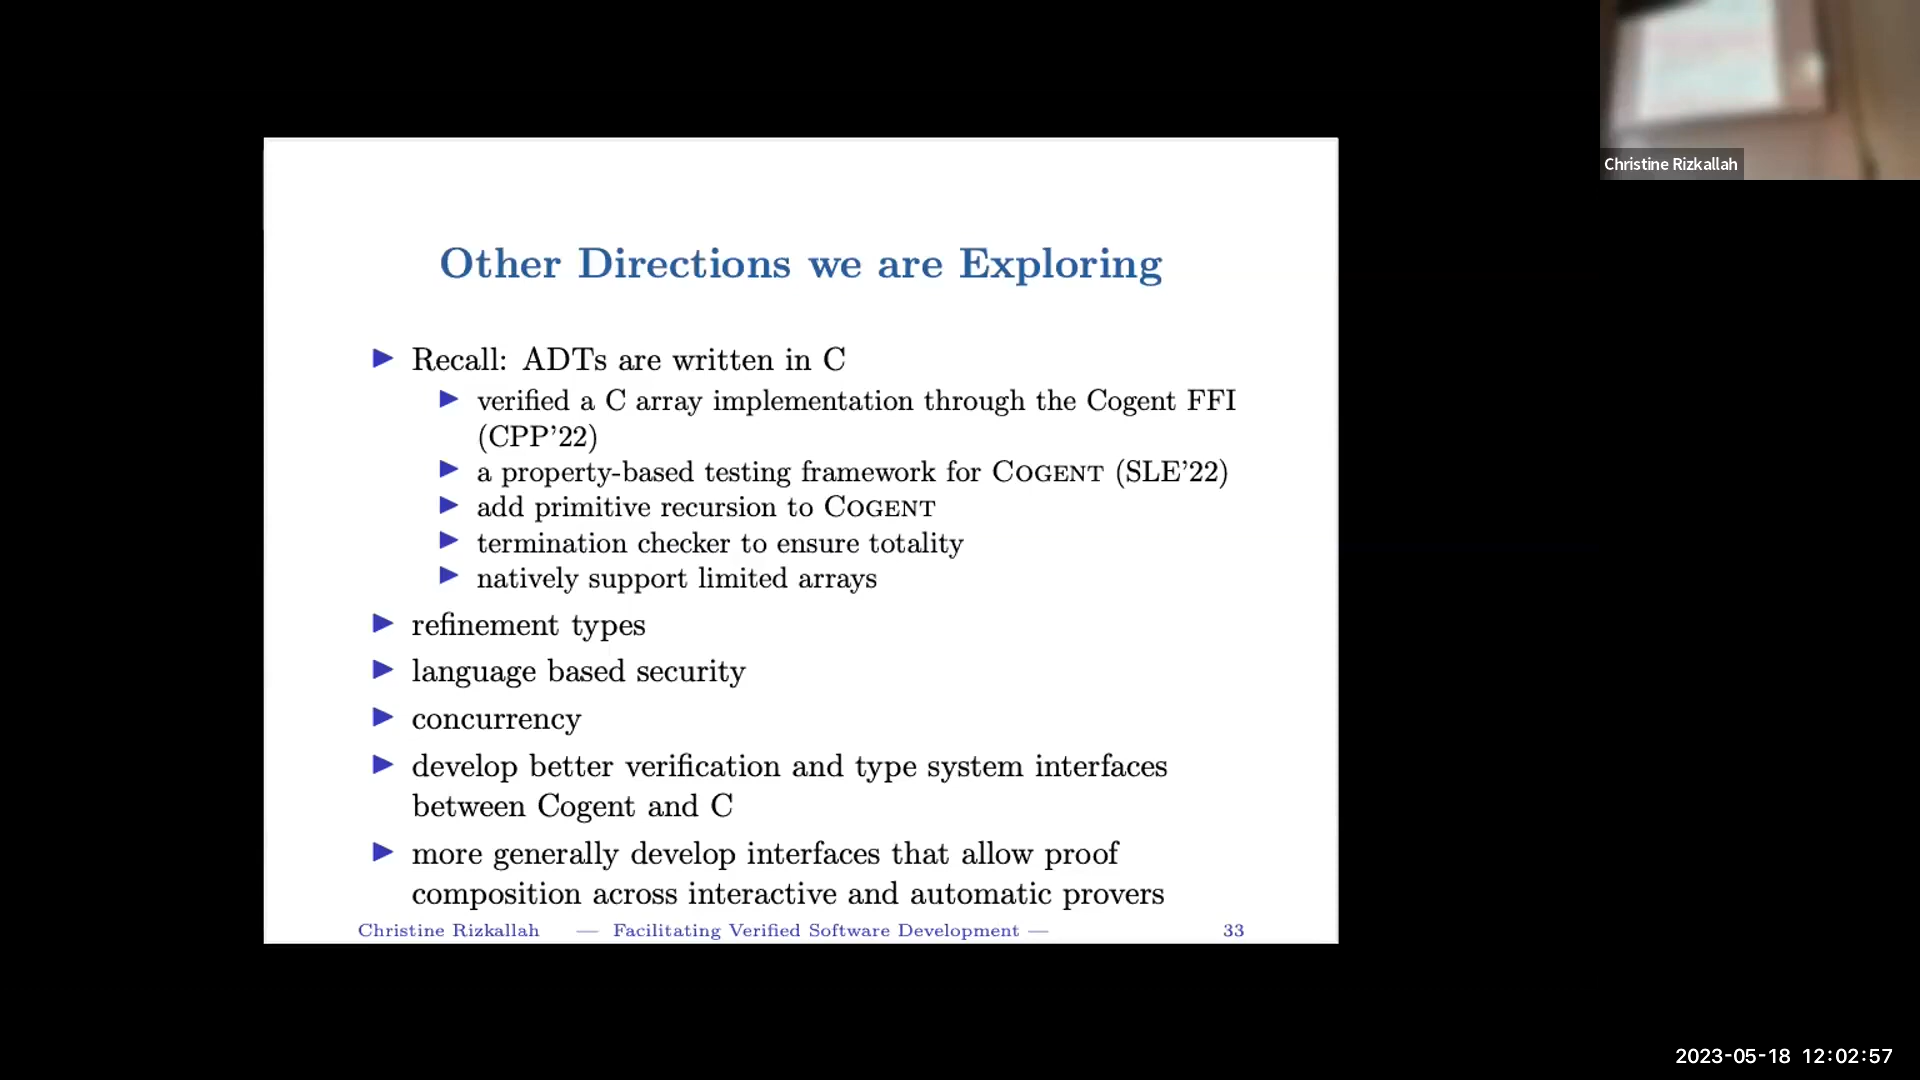 Christine Rizkallah
Other Directions we are Exploring
Recall: ADTs are written in C
verified a C array implementation through the Cogent FFI
(CPP'22)
a property-based testing framework for COGENT (SLE'22)
add primitive recursion to COGENT
termination checker to ensure totality
natively support limited arrays
refinement types
language based security
concurrency
develop better verification and type system interfaces
between Cogent and C
more generally develop interfaces that allow proof
composition across interactive and automatic provers
Christine Rizkallah — Facilitating Verified Software Development — 33
2023-05-18 12:02:57